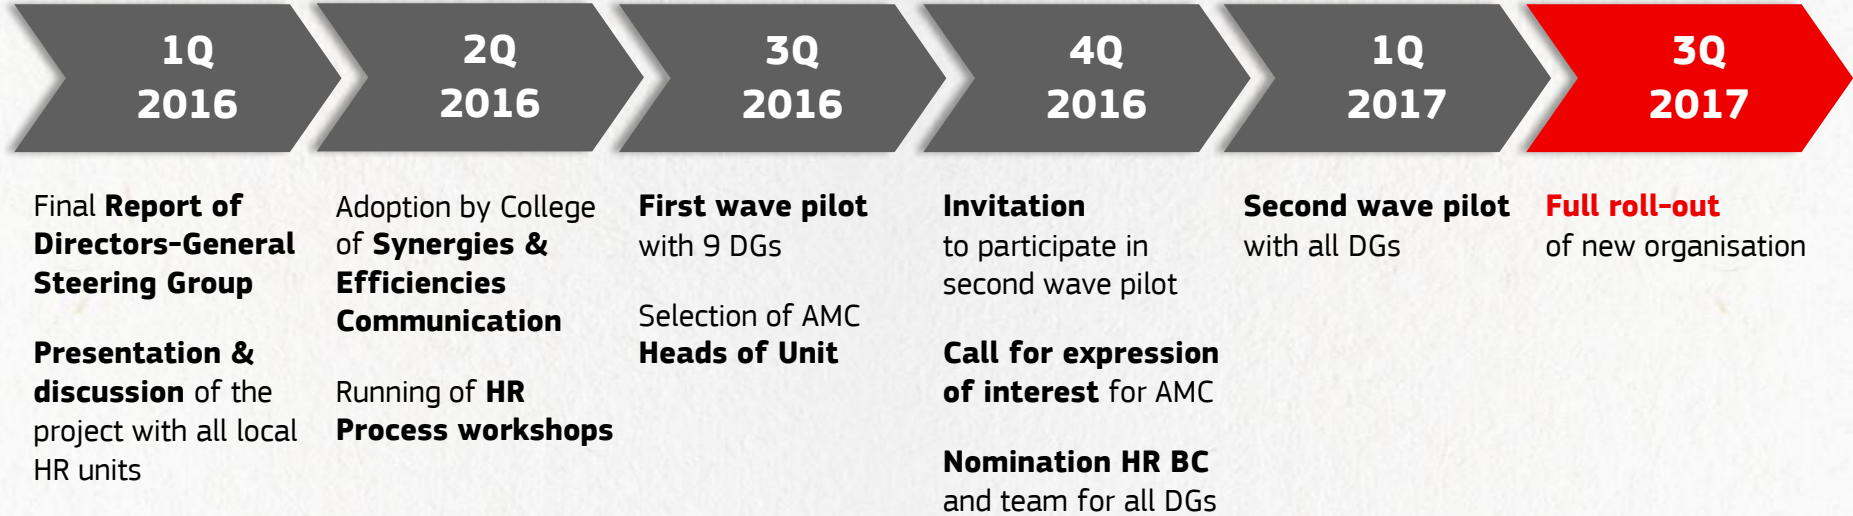 1Q
2016
2Q
2016
3Q
2016
4Q
2016
1Q
2017
3Q
2017
Final Report of
Directors-General
Steering Group
Presentation &
discussion of the
project with all local
HR units
Adoption by College
of Synergies &
Efficiencies
Communication
Running of HR
Process workshops
First wave pilot
with 9 DGs
Selection of AMC
Heads of Unit
Invitation
to participate in
second wave pilot
Call for expression
of interest for AMC
Nomination HR BC
and team for all DGs
Second wave pilot
with all DGs
Full roll-out
of new organisation